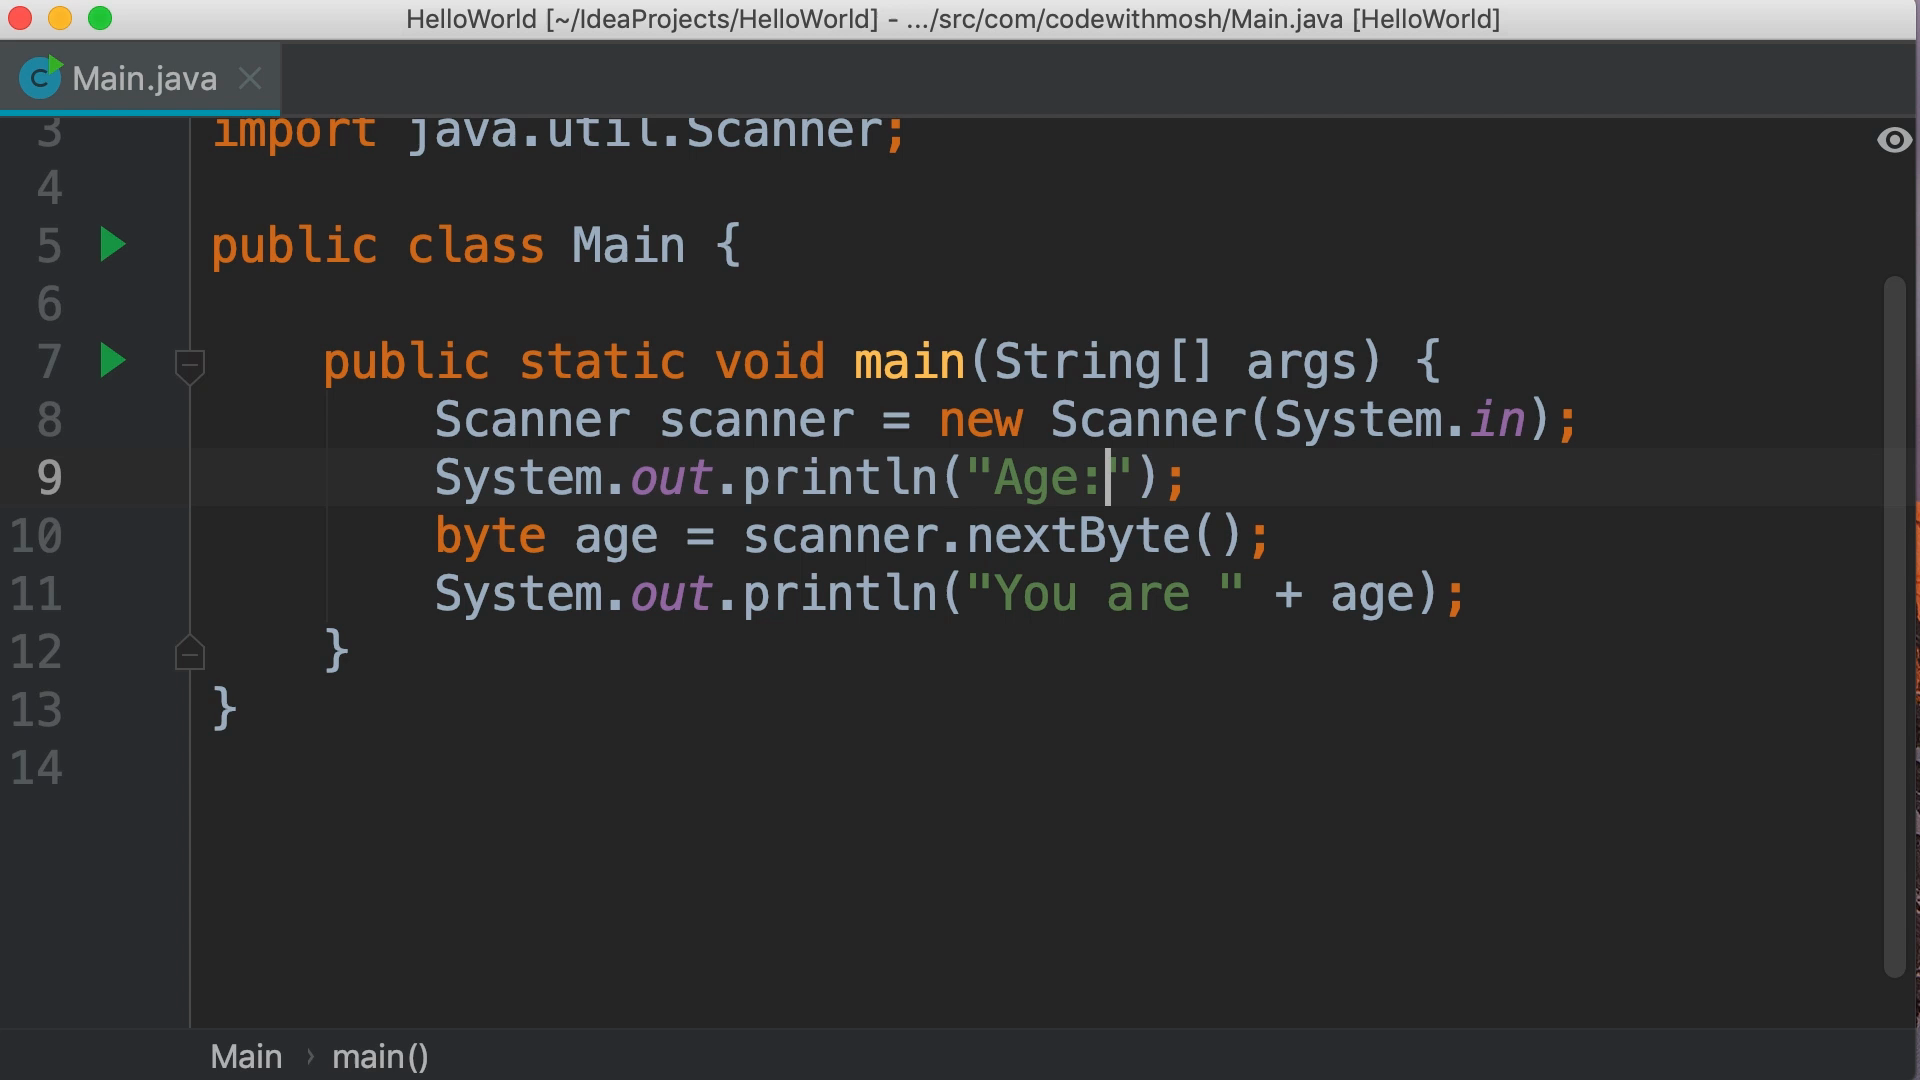 HelloWorld [~/IdeaProjects/HelloWorld] - .../src/com/codewithmosh/Main.java [HelloWorld]
C Main.java
3 import java.util.Scanner;
4
5 public class Main {
6
7 public static void main(String[] args) {
8 Scanner scanner = new Scanner(System.in);
9 System.out.println("Age:");
10 byte age = scanner.nextByte();
11 System.out.println("You are " + age);
12 }
13 }
14
Main › main()